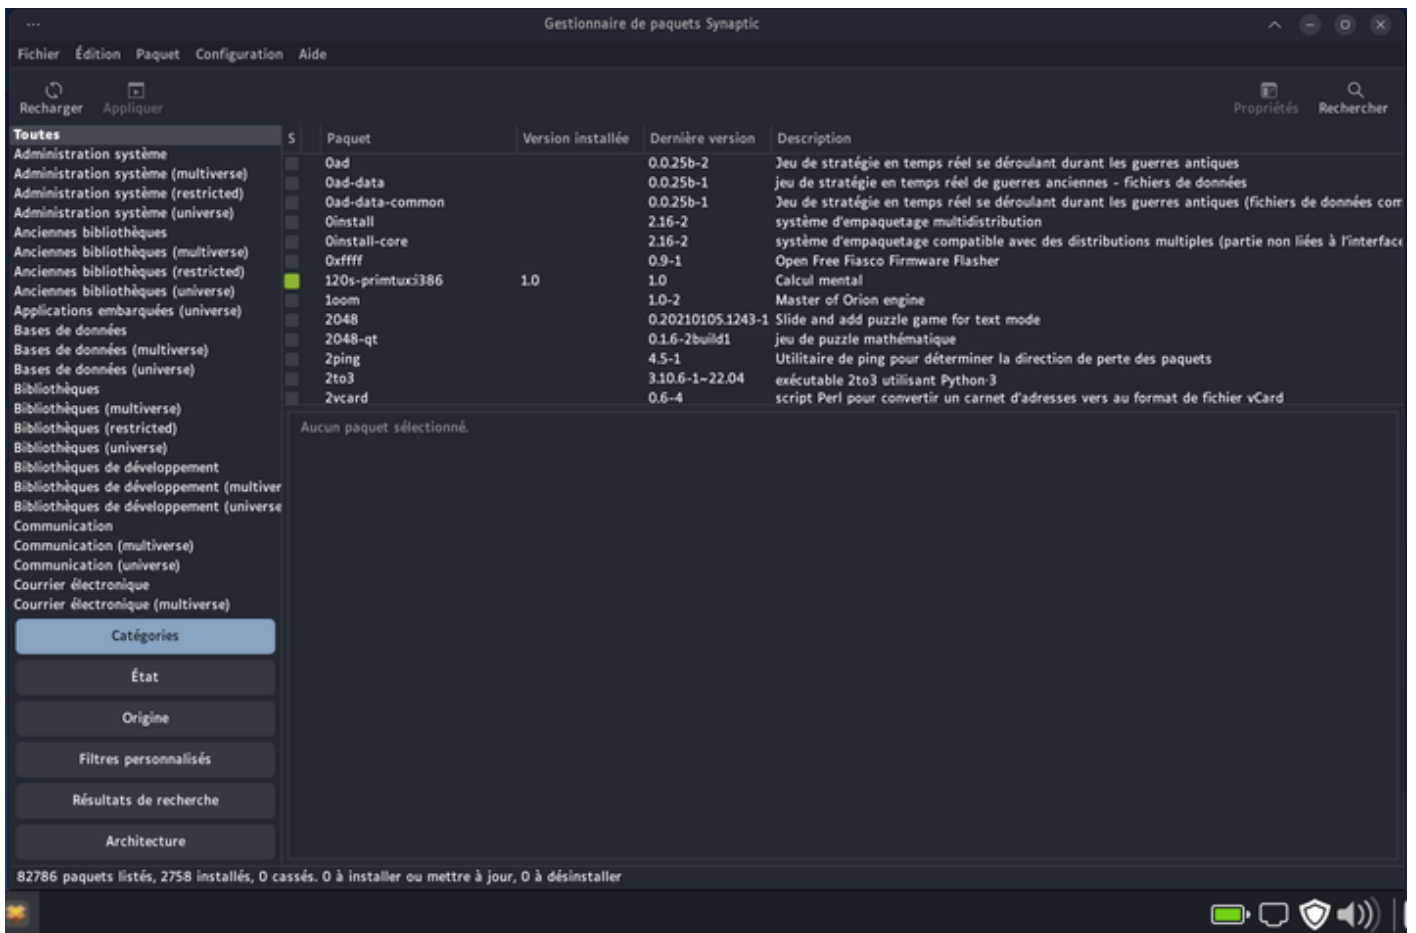 ...
Gestionnaire de paquets Synaptic
Fichier Édition Paquet Configuration Aide
Recharger Appliquer Propriétés Rechercher
Toutes
Administration système
Administration système (multiverse)
Administration système (restricted)
Administration système (universe)
Anciennes bibliothèques
Anciennes bibliothèques (multiverse)
Anciennes bibliothèques (restricted)
Anciennes bibliothèques (universe)
Applications embarquées (universe)
Bases de données
Bases de données (multiverse)
Bases de données (universe)
Bibliothèques
Bibliothèques (multiverse)
Bibliothèques (restricted)
Bibliothèques (universe)
Bibliothèques de développement
Bibliothèques de développement (multiver
Bibliothèques de développement (universe
Communication
Communication (multiverse)
Communication (universe)
Courrier électronique
Courrier électronique (multiverse)
Catégories
État
Origine
Filtres personnalisés
Résultats de recherche
Architecture
S Paquet Version installée Dernière version Description
0ad 0.0.25b-2 Jeu de stratégie en temps réel se déroulant durant les guerres antiques
0ad-data 0.0.25b-1 jeu de stratégie en temps réel de guerres anciennes - fichiers de données
0ad-data-common 0.0.25b-1 Jeu de stratégie en temps réel se déroulant durant les guerres antiques (fichiers de données com
0install 2.16-2 système d'empaquetage multidistribution
0install-core 2.16-2 système d'empaquetage compatible avec des distributions multiples (partie non liées à l'interface
0xffff 0.9-1 Open Free Fiasco Firmware Flasher
120s-primtux:i386 1.0 1.0 Calcul mental
1oom 1.0-2 Master of Orion engine
2048 0.20210105.1243-1 Slide and add puzzle game for text mode
2048-qt 0.1.6-2build1 jeu de puzzle mathématique
2ping 4.5-1 Utilitaire de ping pour déterminer la direction de perte des paquets
2to3 3.10.6-1~22.04 exécutable 2to3 utilisant Python 3
2vcard 0.6-4 script Perl pour convertir un carnet d'adresses vers au format de fichier vCard
Aucun paquet sélectionné.
82786 paquets listés, 2758 installés, 0 cassés. 0 à installer ou mettre à jour, 0 à désinstaller